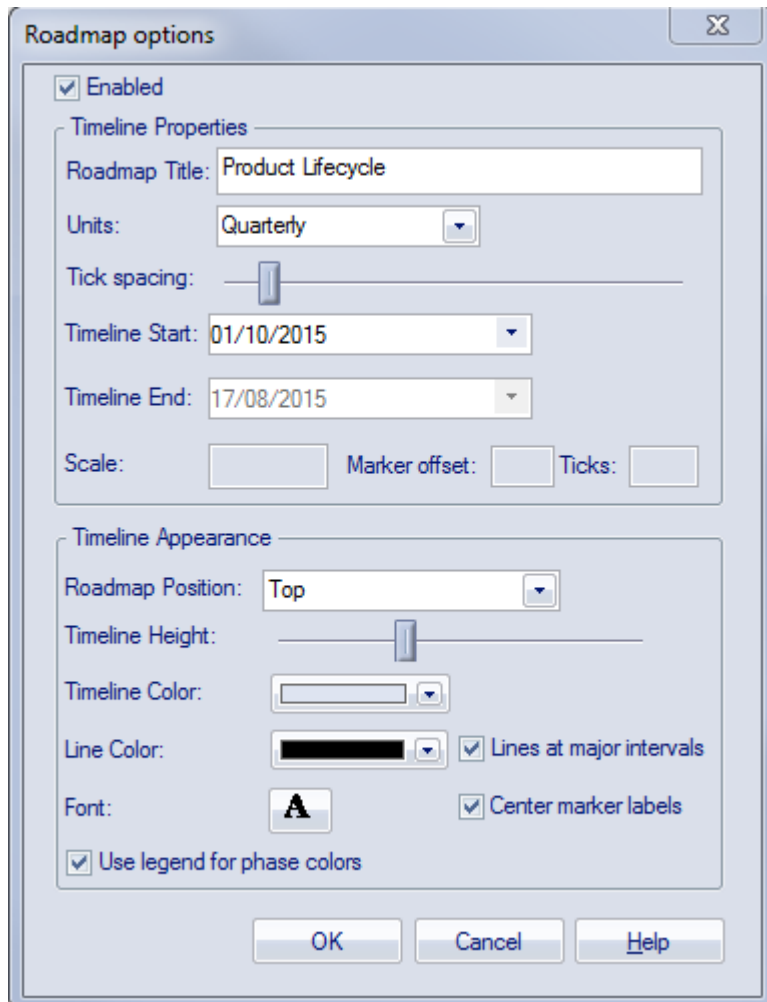 Roadmap options
Enabled
Timeline Properties
Roadmap Title: Product Lifecycle
Units: Quarterly
Tick spacing:
Timeline Start: 01/10/2015
Timeline End: 17/08/2015
Scale: Marker offset: Ticks:
Timeline Appearance
Roadmap Position: Top
Timeline Height:
Timeline Color:
Line Color: Lines at major intervals
Font: A Center marker labels
Use legend for phase colors
OK Cancel Help